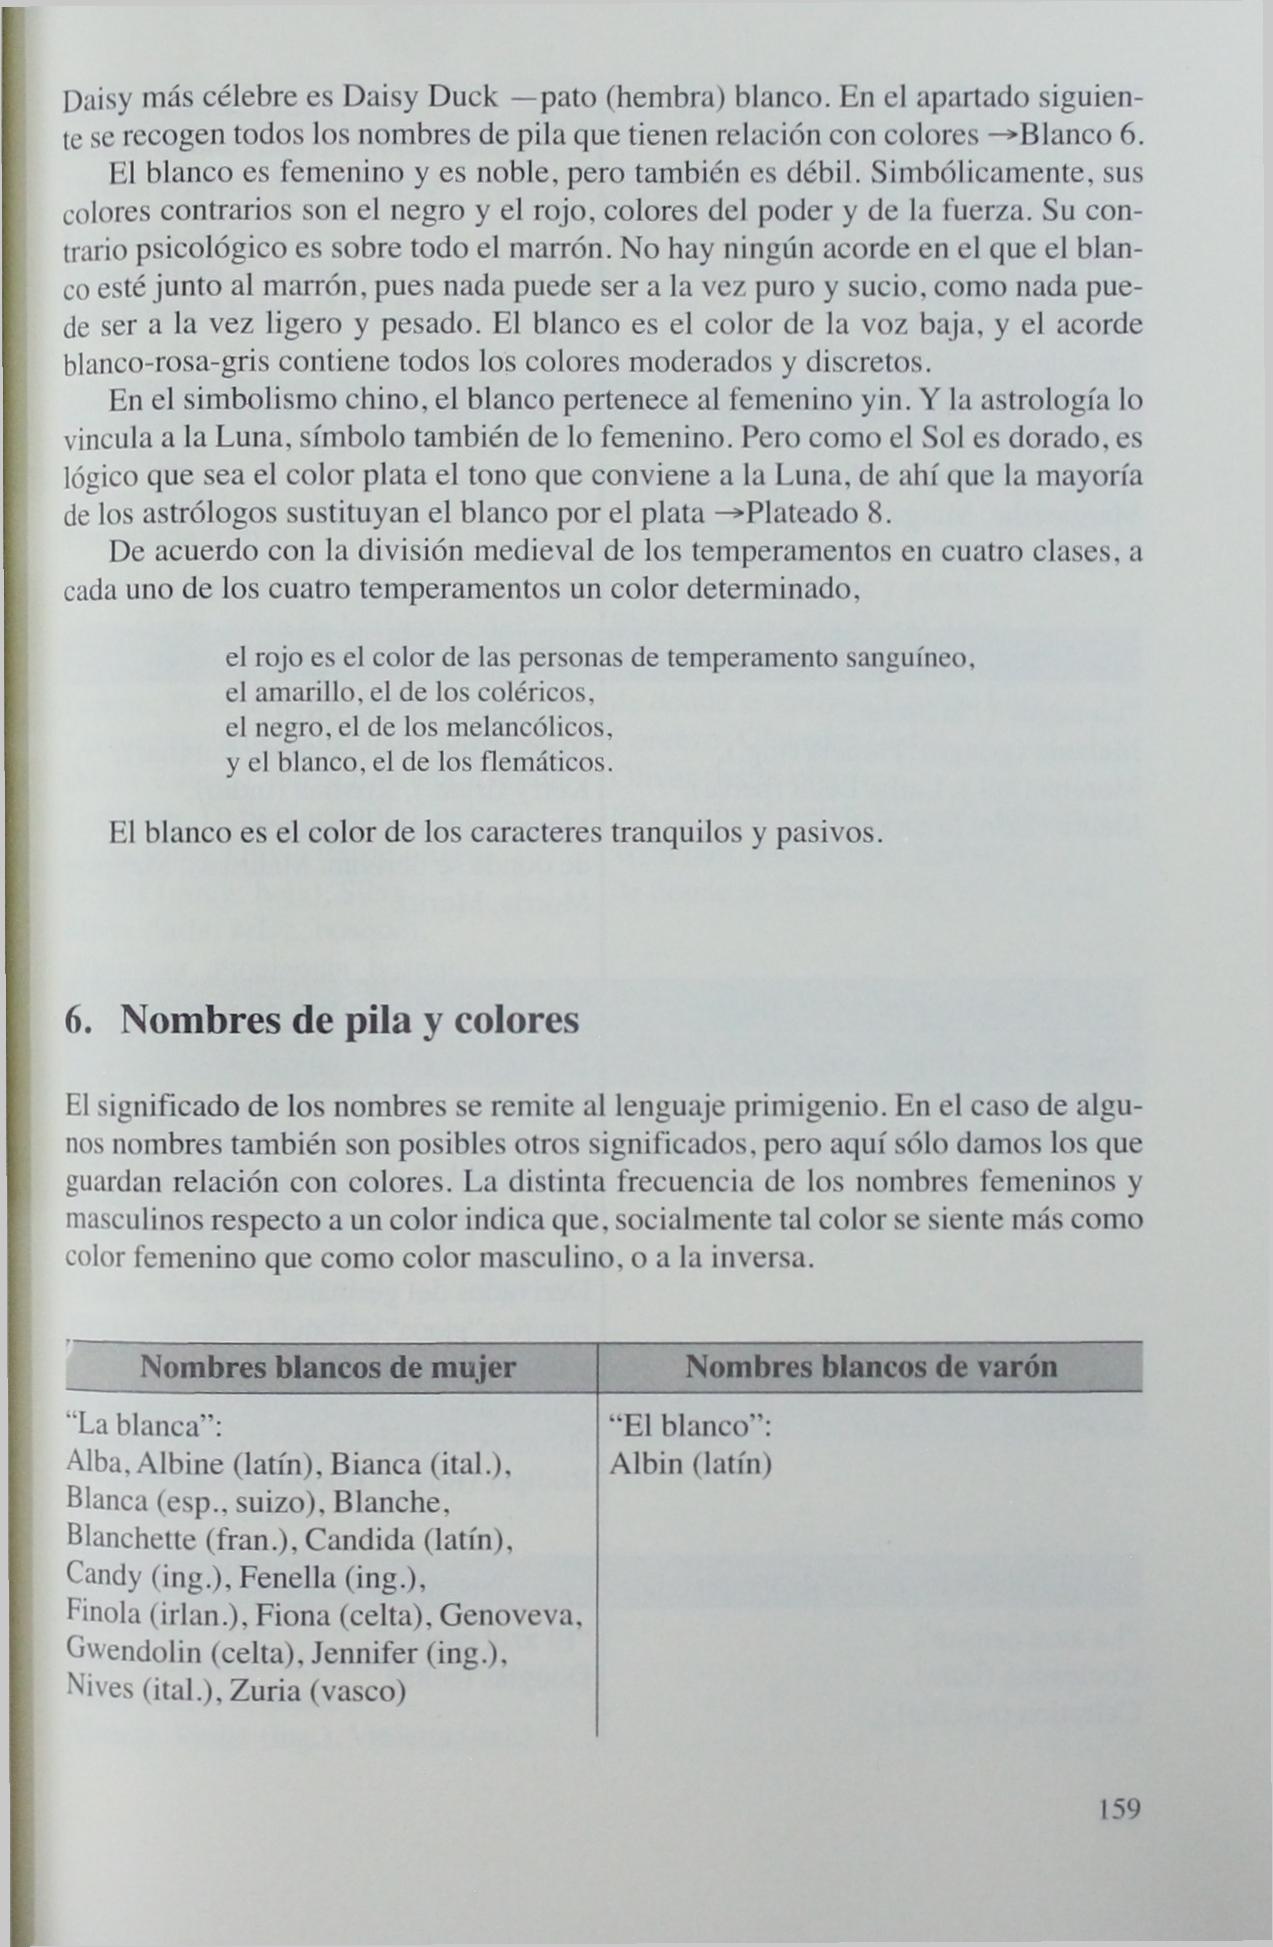 Daisy más célebre es Daisy Duck —pato (hembra) blanco. En el apartado siguien-
te se recogen todos los nombres de pila que tienen relación con colores →Blanco 6.
El blanco es femenino y es noble, pero también es débil. Simbólicamente, sus
colores contrarios son el negro y el rojo, colores del poder y de la fuerza. Su con-
trario psicológico es sobre todo el marrón. No hay ningún acorde en el que el blan-
co esté junto al marrón, pues nada puede ser a la vez puro y sucio, como nada pue-
de ser a la vez ligero y pesado. El blanco es el color de la voz baja, y el acorde
blanco-rosa-gris contiene todos los colores moderados y discretos.
En el simbolismo chino, el blanco pertenece al femenino yin. Y la astrología lo
vincula a la Luna, símbolo también de lo femenino. Pero como el Sol es dorado, es
lógico que sea el color plata el tono que conviene a la Luna, de ahí que la mayoría
de los astrólogos sustituyan el blanco por el plata →Plateado 8.
De acuerdo con la división medieval de los temperamentos en cuatro clases, a
cada uno de los cuatro temperamentos un color determinado,
el rojo es el color de las personas de temperamento sanguíneo,
el amarillo, el de los coléricos,
el negro, el de los melancólicos,
y el blanco, el de los flemáticos.
El blanco es el color de los caracteres tranquilos y pasivos.
6. Nombres de pila y colores
El significado de los nombres se remite al lenguaje primigenio. En el caso de algu-
nos nombres también son posibles otros significados, pero aquí sólo damos los que
guardan relación con colores. La distinta frecuencia de los nombres femeninos y
masculinos respecto a un color indica que, socialmente tal color se siente más como
color femenino que como color masculino, o a la inversa.
Nombres blancos de mujer
"La blanca":
Alba, Albine (latín), Bianca (ital.),
Blanca (esp., suizo), Blanche,
Blanchette (fran.), Candida (latín),
Candy (ing.), Fenella (ing.),
Finola (irlan.), Fiona (celta), Genoveva,
Gwendolin (celta), Jennifer (ing.),
Nives (ital.), Zuria (vasco)
Nombres blancos de varón
"El blanco":
Albin (latín)
159